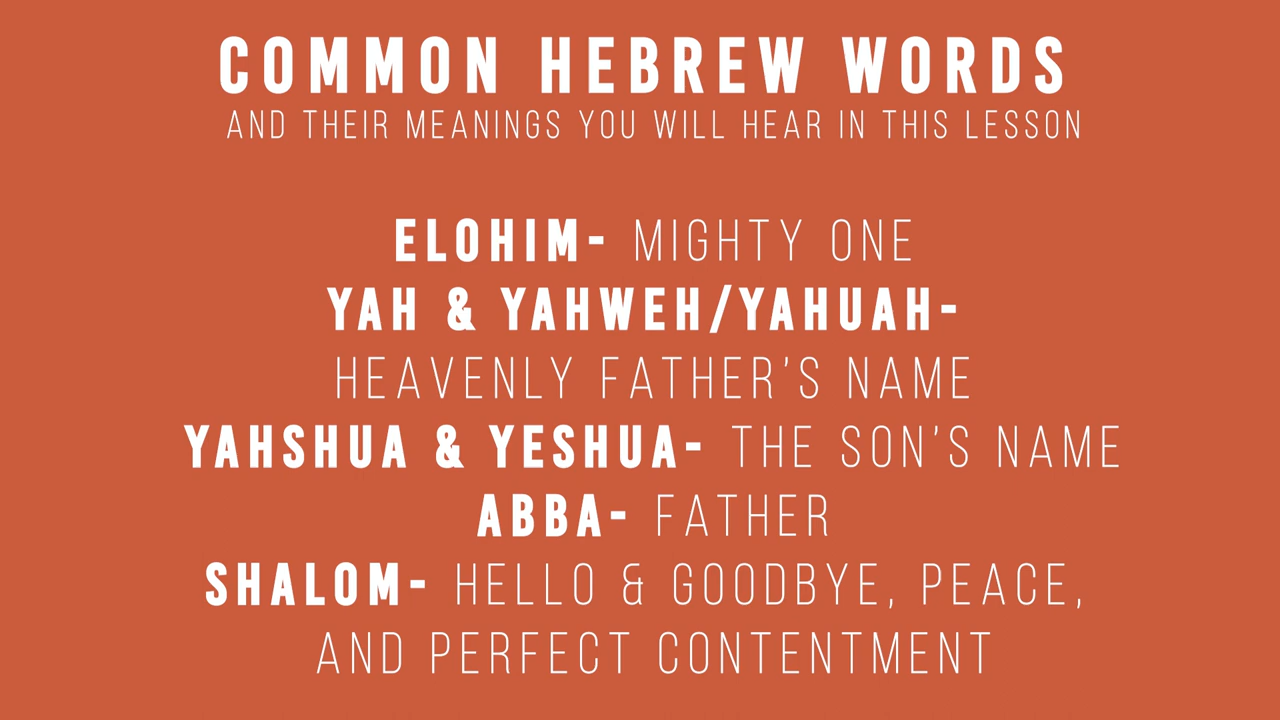 COMMON HEBREW WORDS
AND THEIR MEANINGS YOU WILL HEAR IN THIS LESSON
ELOHIM- MIGHTY ONE
YAH & YAHWEH/YAHUAH-
HEAVENLY FATHER'S NAME
YAHSHUA & YESHUA- THE SON'S NAME
ABBA- FATHER
SHALOM- HELLO & GOODBYE, PEACE,
AND PERFECT CONTENTMENT